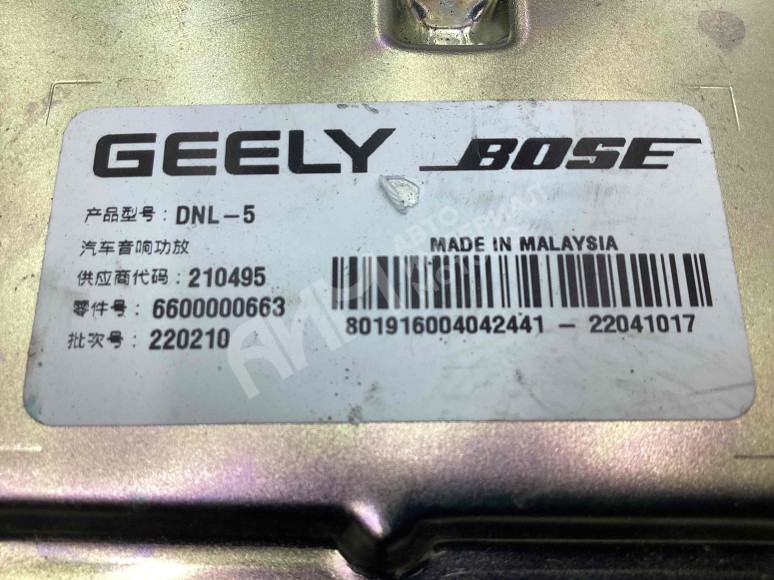 GEELY BOSE
产品型号: DNL-5
汽车音响功放
供应商代码: 210495
零件号: 6600000663
批次号: 220210
MADE IN MALAYSIA
801916004042441 - 22041017
АВТО